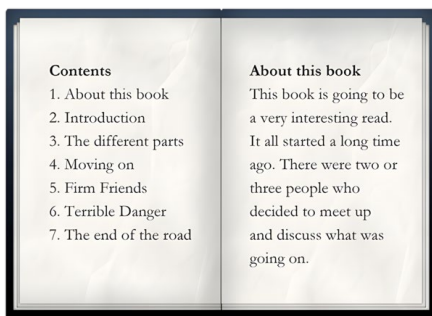 Contents
1. About this book
2. Introduction
3. The different parts
4. Moving on
5. Firm Friends
6. Terrible Danger
7. The end of the road
About this book
This book is going to be
a very interesting read.
It all started a long time
ago. There were two or
three people who
decided to meet up
and discuss what was
going on.